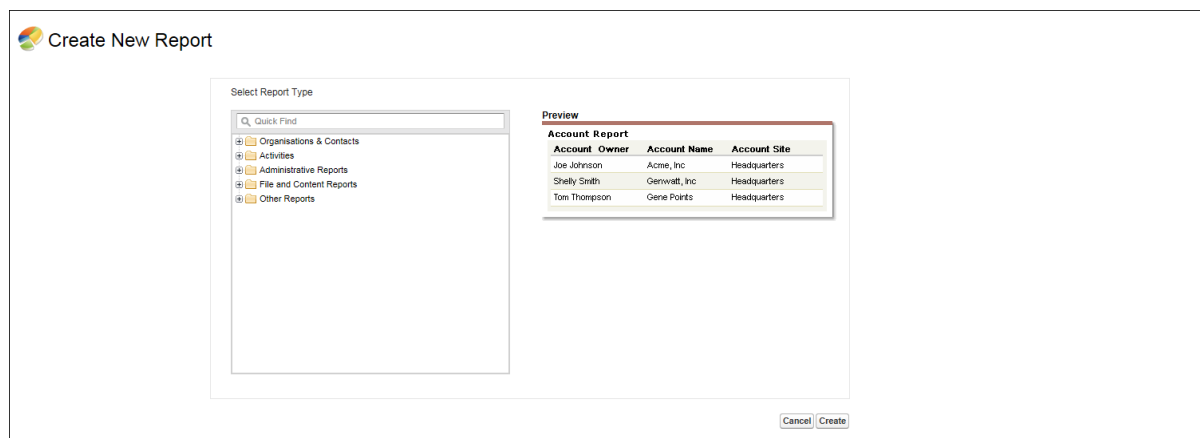 Create New Report
Select Report Type
Quick Find
Organisations & Contacts
Activities
Administrative Reports
File and Content Reports
Other Reports
Preview
Account Report
Account Owner Account Name Account Site
Joe Johnson Acme, Inc Headquarters
Shelly Smith Genwatt, Inc Headquarters
Tom Thompson Gene Points Headquarters
Cancel Create